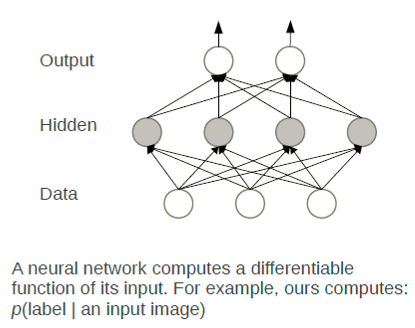 Output
Hidden
Data
A neural network computes a differentiable
function of its input. For example, ours computes:
p(label | an input image)